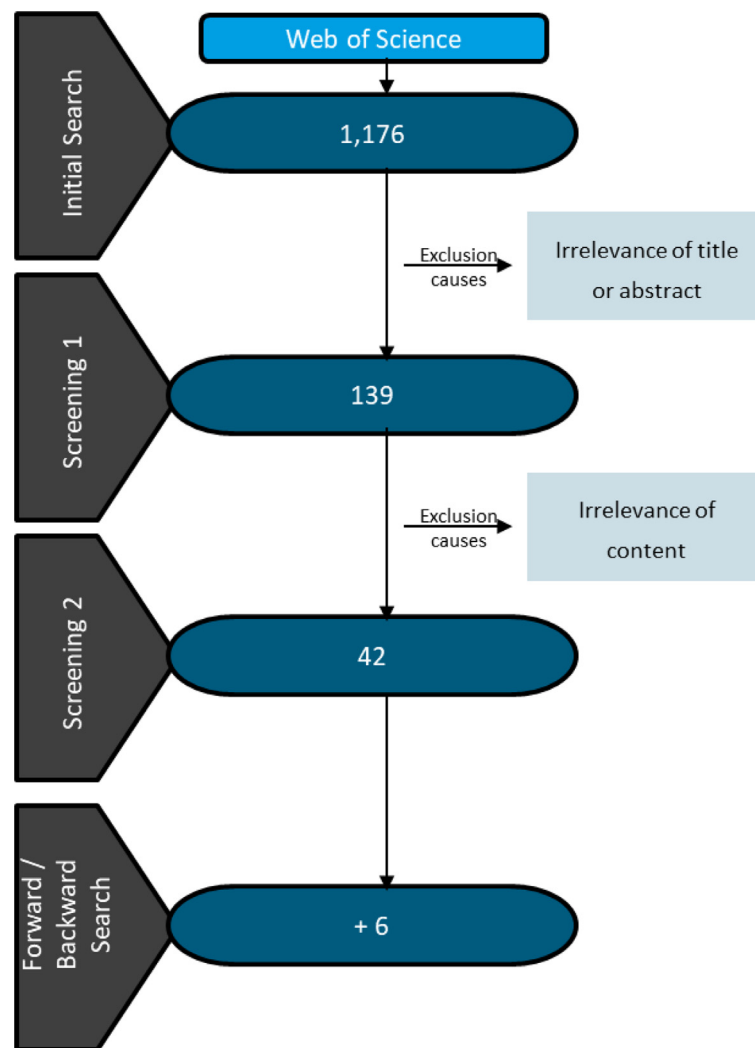 Web of Science
Initial Search
1,176
Exclusion
causes
Irrelevance of title
or abstract
Screening 1
139
Exclusion
causes
Irrelevance of
content
Screening 2
42
Forward /
Backward
Search
+ 6